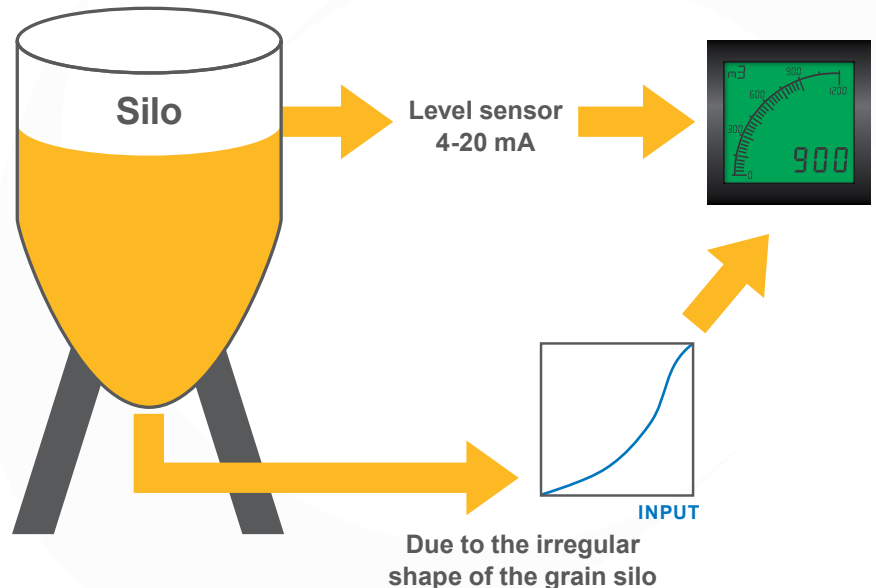 Silo
Level sensor
4-20 mA
m3
900
1200
600
300
0
900
INPUT
Due to the irregular
shape of the grain silo